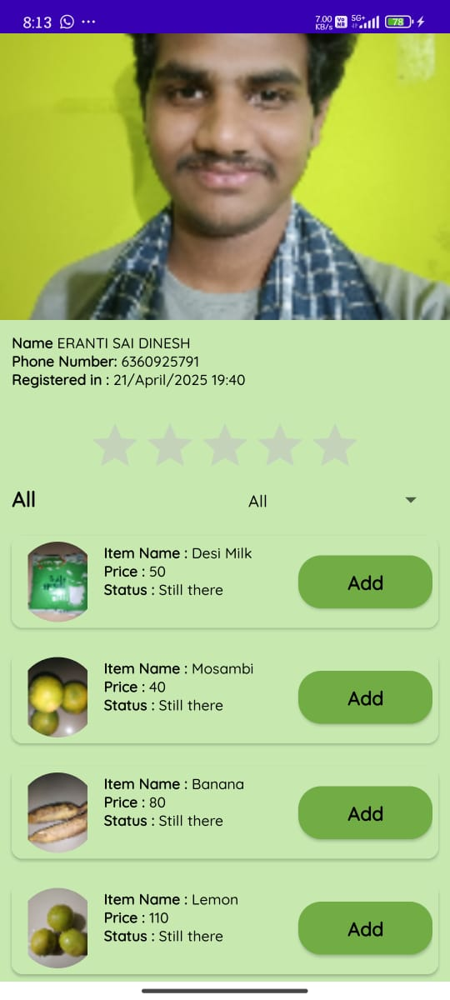 8:13 ... 7.00 KB/s Vo NR 5G+ 78
Name ERANTI SAI DINESH
Phone Number: 6360925791
Registered in : 21/April/2025 19:40
All All
Item Name : Desi Milk
Price : 50
Status : Still there
Add
Item Name : Mosambi
Price : 40
Status : Still there
Add
Item Name : Banana
Price : 80
Status : Still there
Add
Item Name : Lemon
Price : 110
Status : Still there
Add